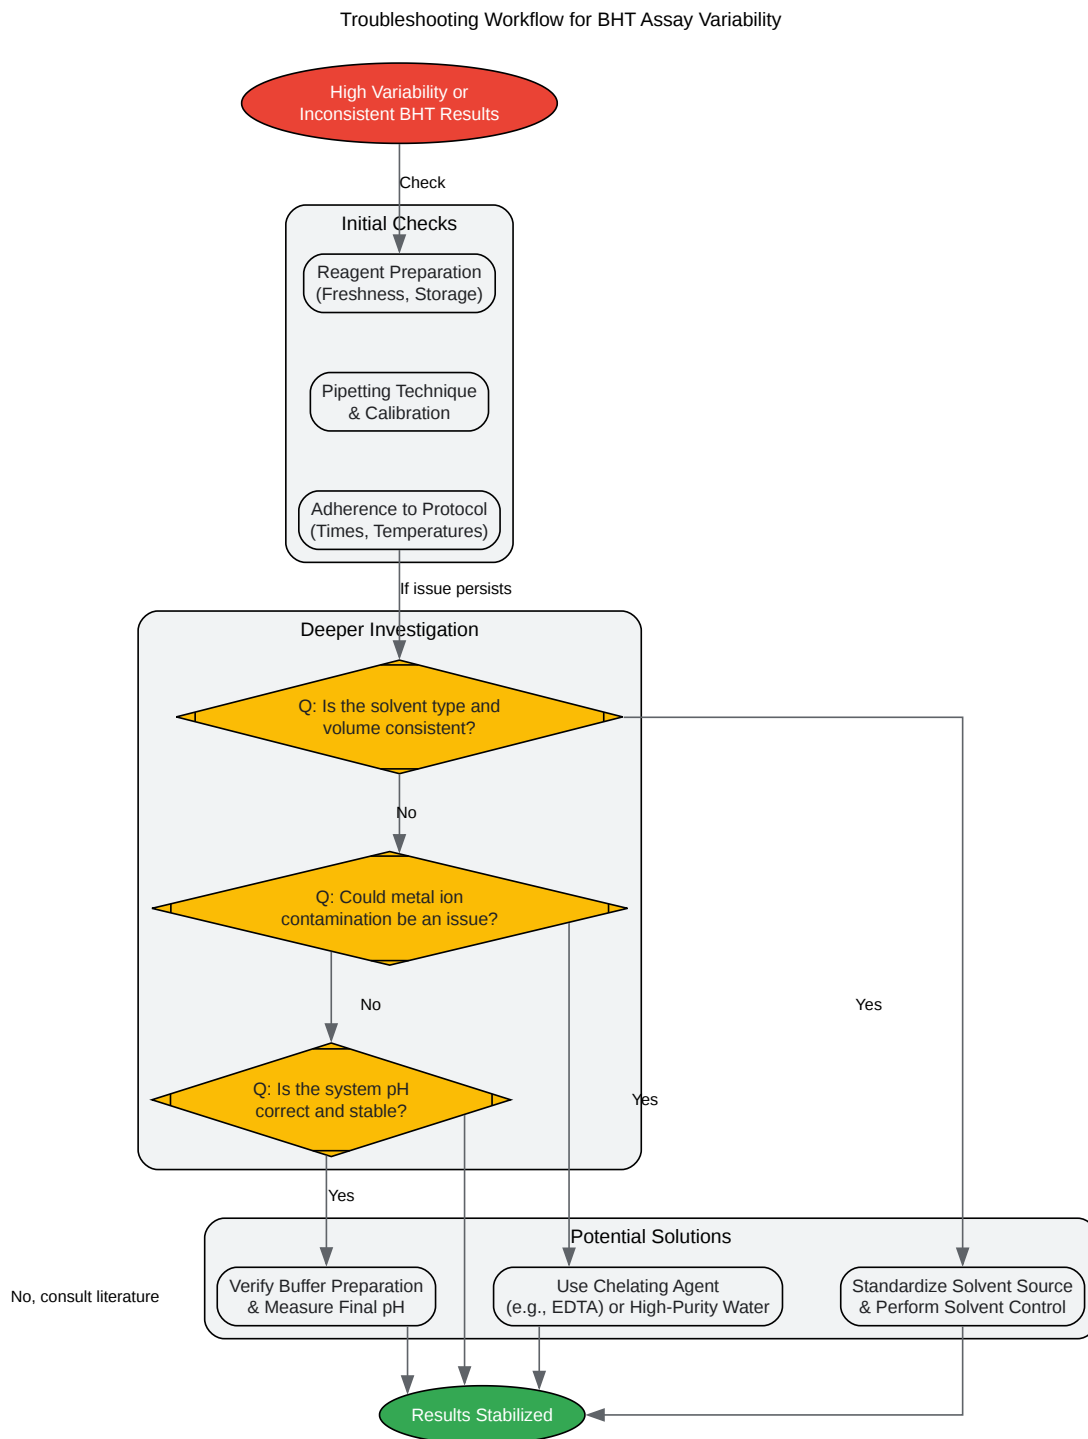 Troubleshooting Workflow for BHT Assay Variability
High Variability or
Inconsistent BHT Results
Check
Initial Checks
Reagent Preparation
(Freshness, Storage)
Pipetting Technique
& Calibration
Adherence to Protocol
(Times, Temperatures)
If issue persists
Deeper Investigation
Q: Is the solvent type and
volume consistent?
No
Q: Could metal ion
contamination be an issue?
No
Yes
Q: Is the system pH
correct and stable?
Yes
Yes
Potential Solutions
Verify Buffer Preparation
& Measure Final pH
Use Chelating Agent
(e.g., EDTA) or High-Purity Water
Standardize Solvent Source
& Perform Solvent Control
No, consult literature
Results Stabilized